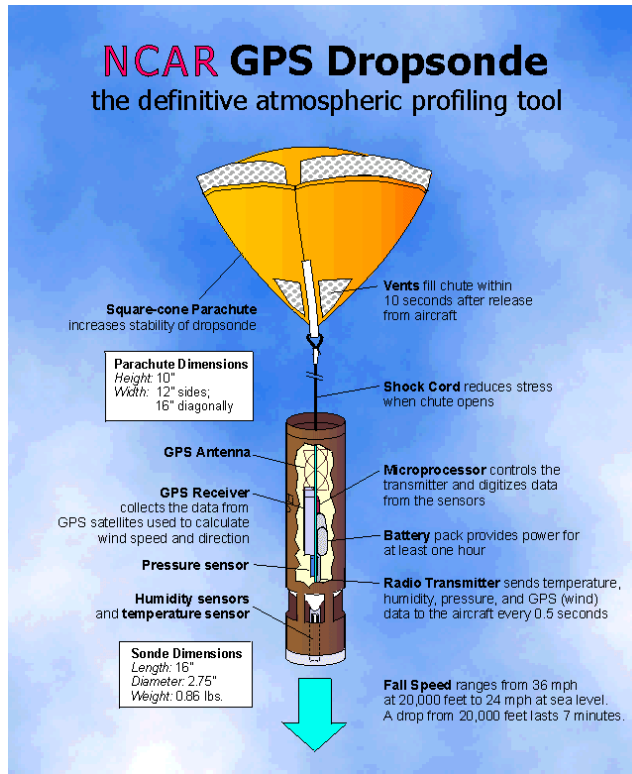 NCAR GPS Dropsonde
the definitive atmospheric profiling tool
Square-cone Parachute
increases stability of dropsonde
Vents fill chute within
10 seconds after release
from aircraft
Parachute Dimensions
Height: 10"
Width: 12" sides;
16" diagonally
Shock Cord reduces stress
when chute opens
GPS Antenna
GPS Receiver
collects the data from
GPS satellites used to calculate
wind speed and direction
Microprocessor controls the
transmitter and digitizes data
from the sensors
Battery pack provides power for
at least one hour
Pressure sensor
Radio Transmitter sends temperature,
humidity, pressure, and GPS (wind)
data to the aircraft every 0.5 seconds
Humidity sensors
and temperature sensor
Sonde Dimensions
Length: 16"
Diameter: 2.75"
Weight: 0.86 lbs.
Fall Speed ranges from 36 mph
at 20,000 feet to 24 mph at sea level.
A drop from 20,000 feet lasts 7 minutes.